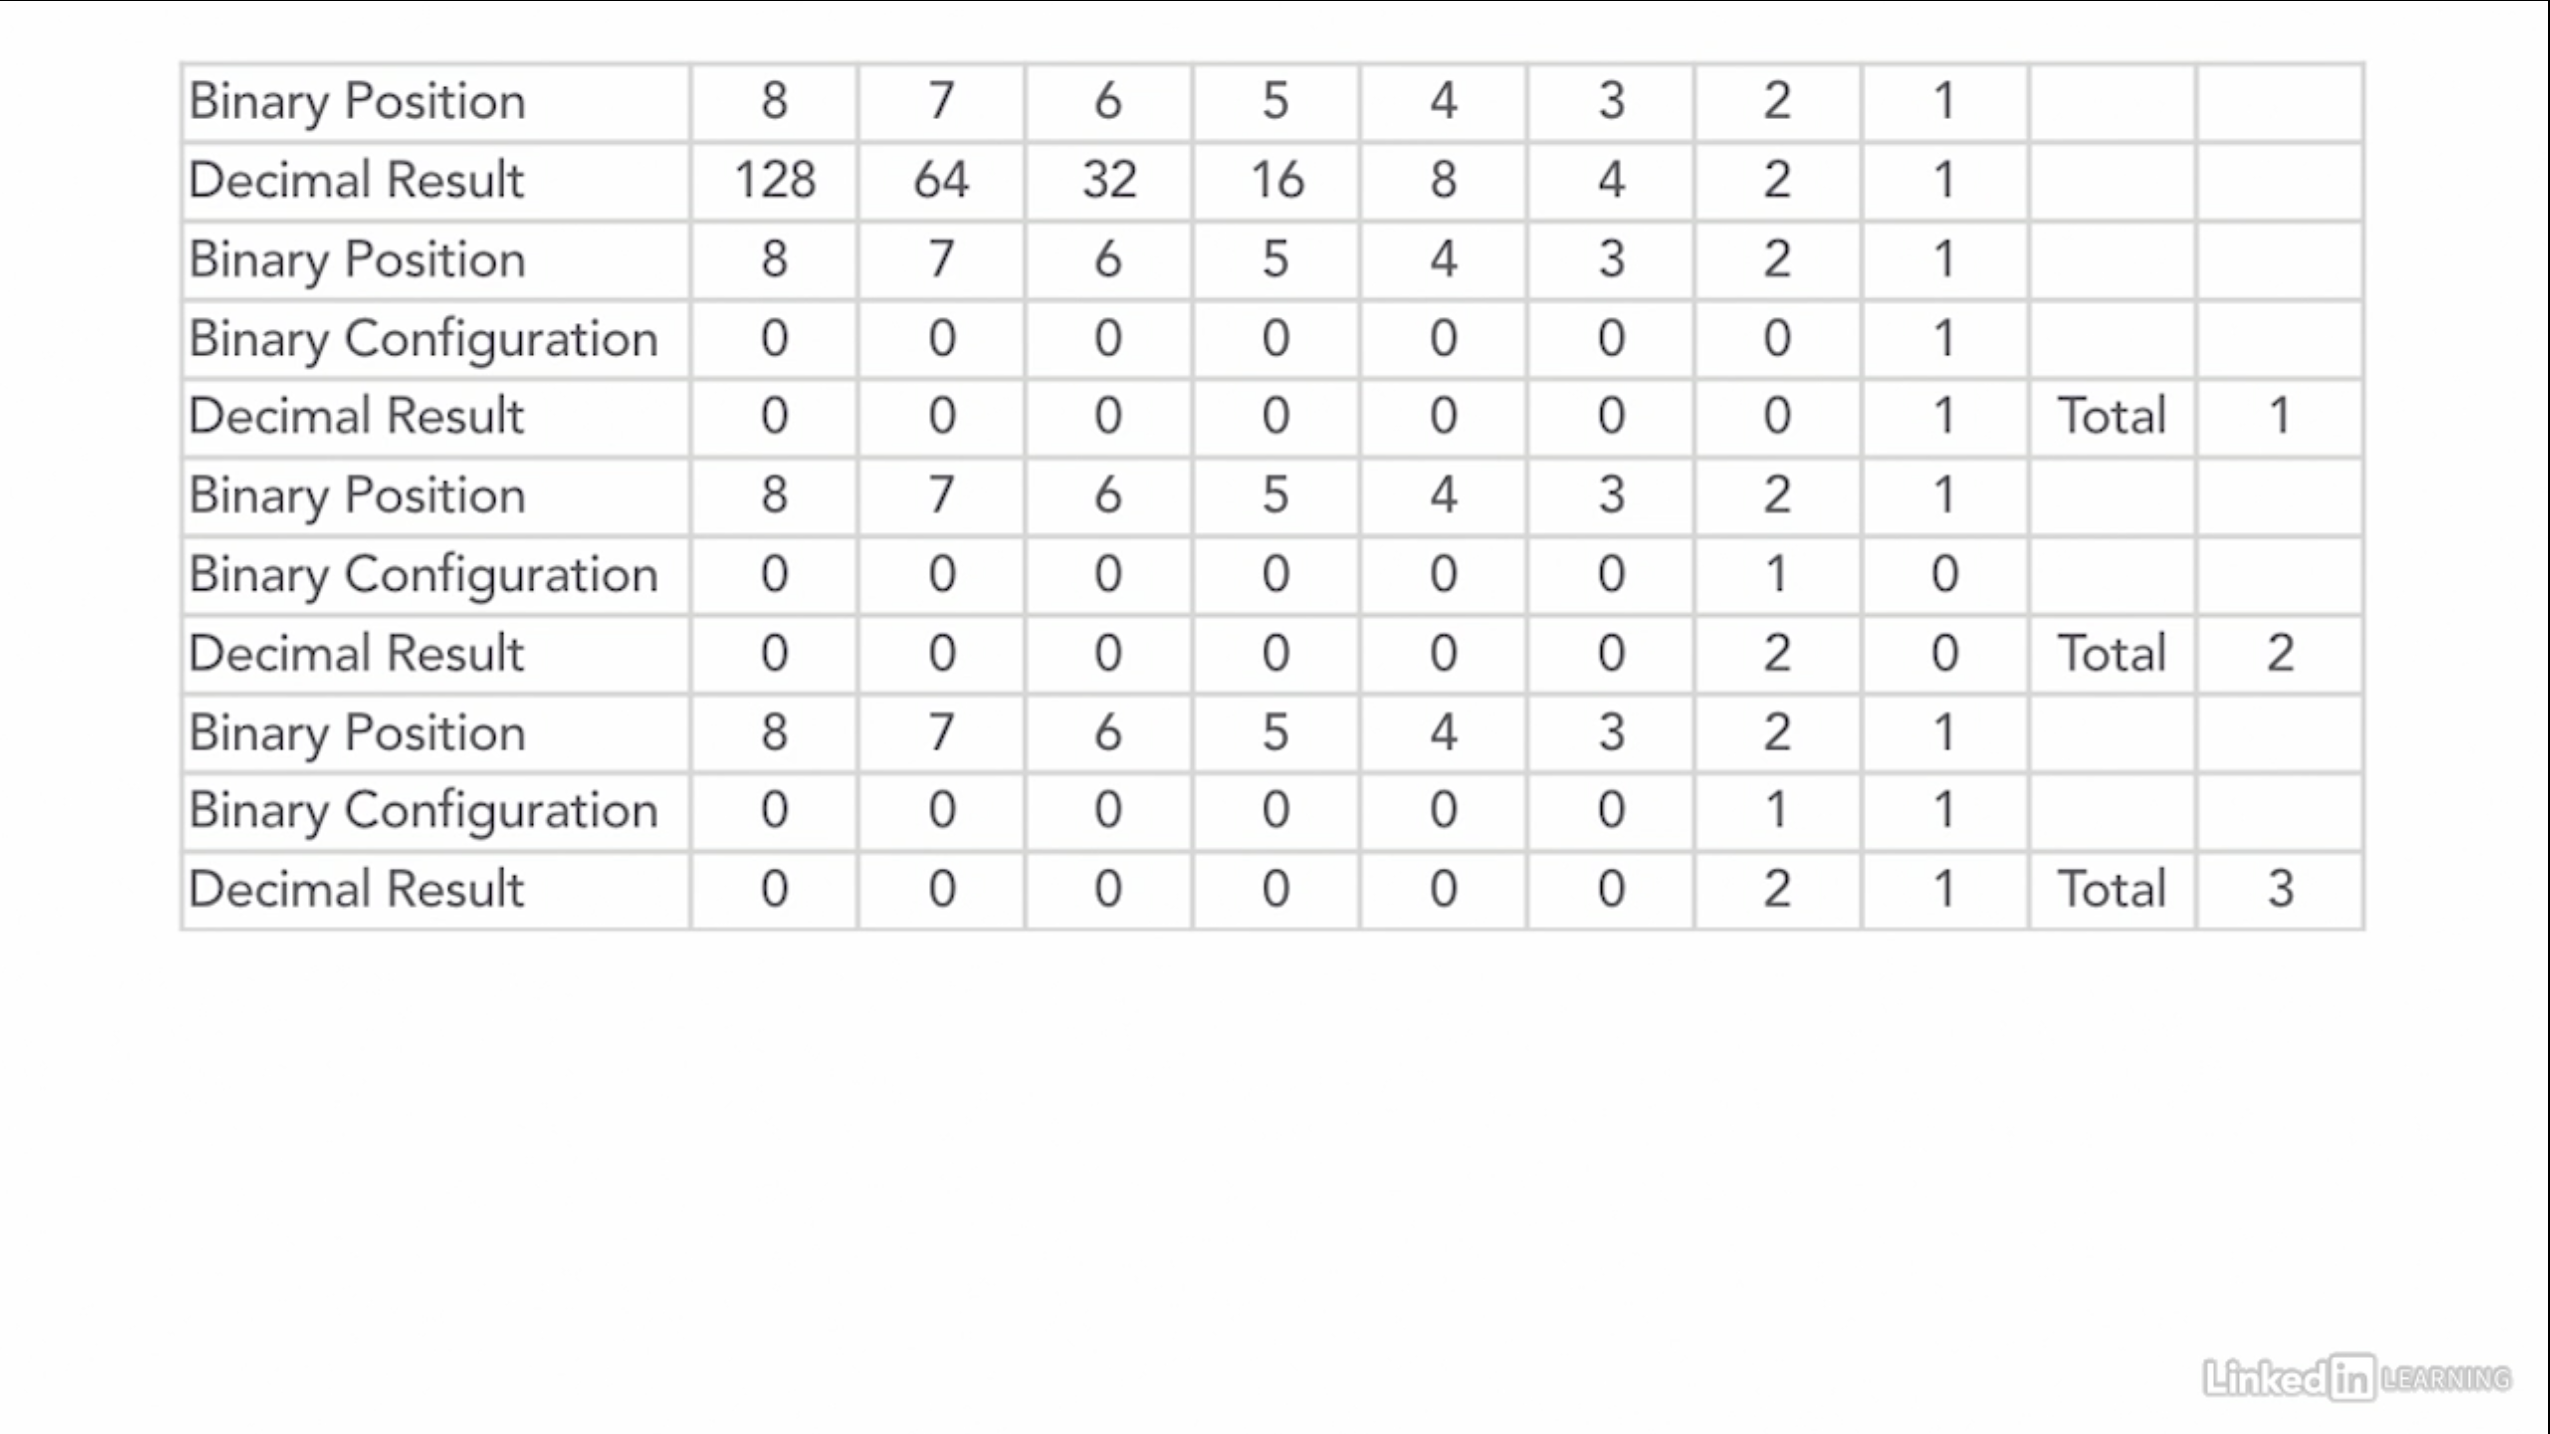 Binary Position 8 7 6 5 4 3 2 1
Decimal Result 128 64 32 16 8 4 2 1
Binary Position 8 7 6 5 4 3 2 1
Binary Configuration 0 0 0 0 0 0 0 1
Decimal Result 0 0 0 0 0 0 0 1 Total 1
Binary Position 8 7 6 5 4 3 2 1
Binary Configuration 0 0 0 0 0 0 1 0
Decimal Result 0 0 0 0 0 0 2 0 Total 2
Binary Position 8 7 6 5 4 3 2 1
Binary Configuration 0 0 0 0 0 0 1 1
Decimal Result 0 0 0 0 0 0 2 1 Total 3
Linked in LEARNING